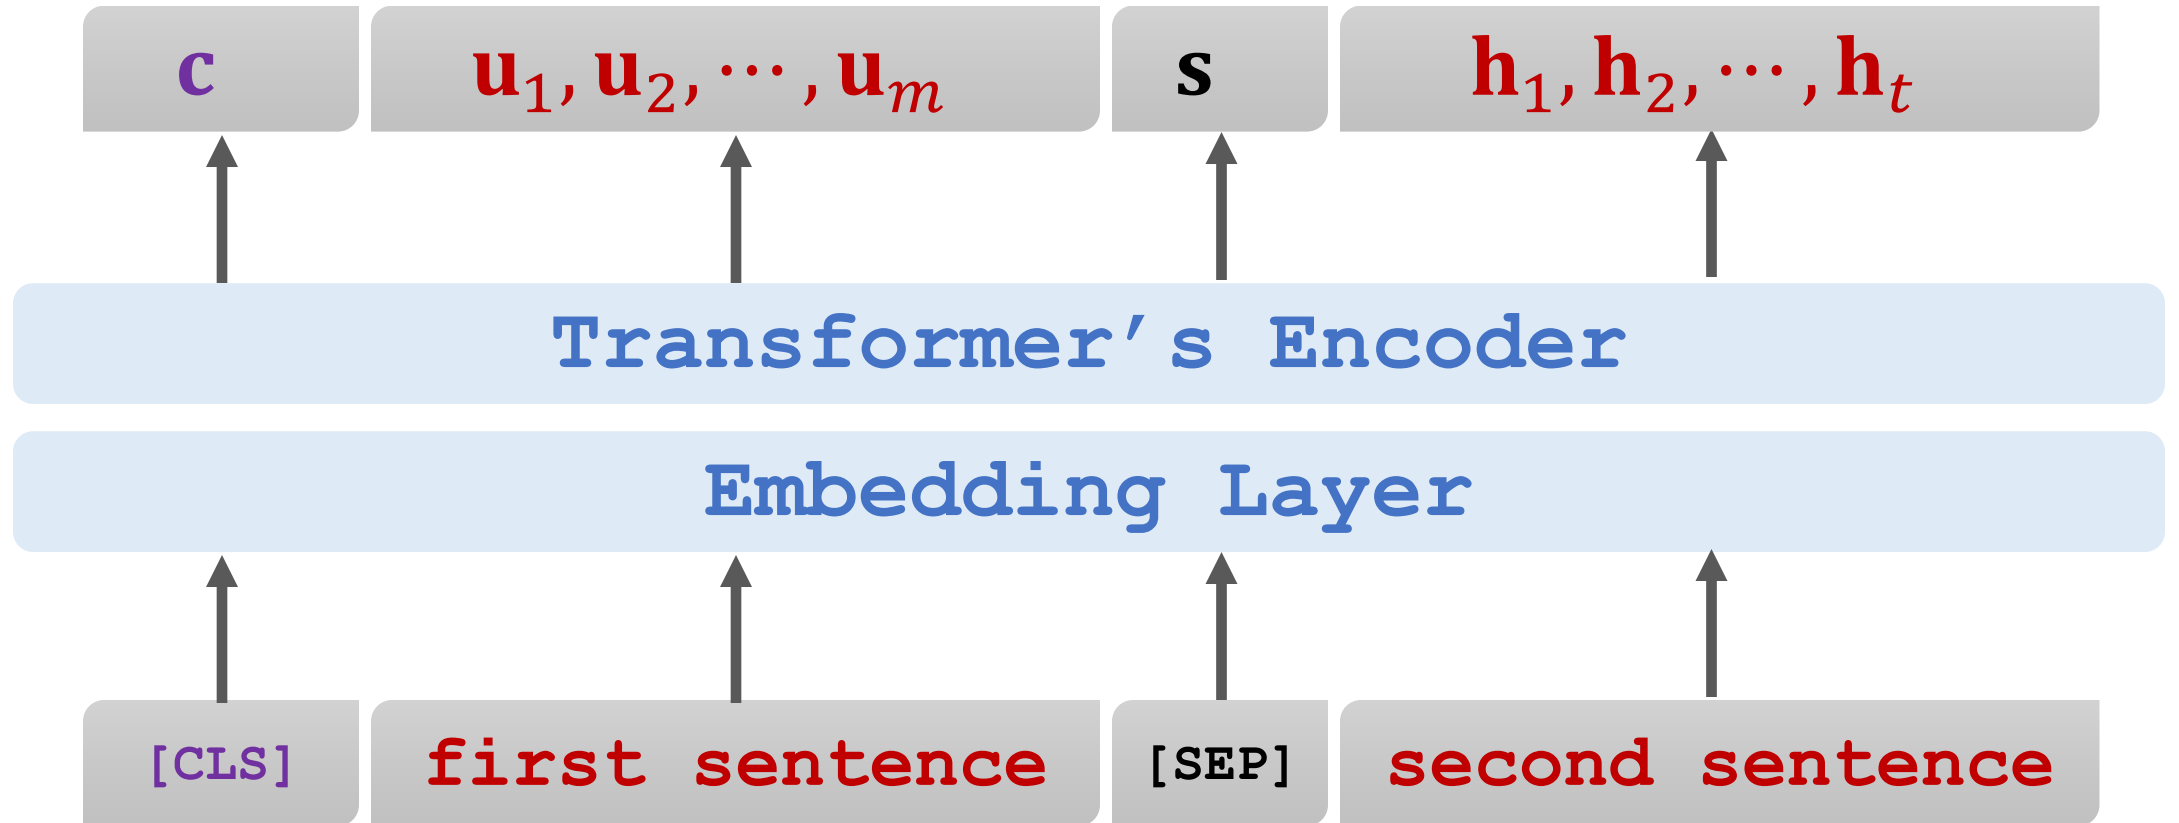 c u₁, u₂, ⋯, uₘ s h₁, h₂, ⋯, hₜ
Transformer’s Encoder
Embedding Layer
[CLS] first sentence [SEP] second sentence